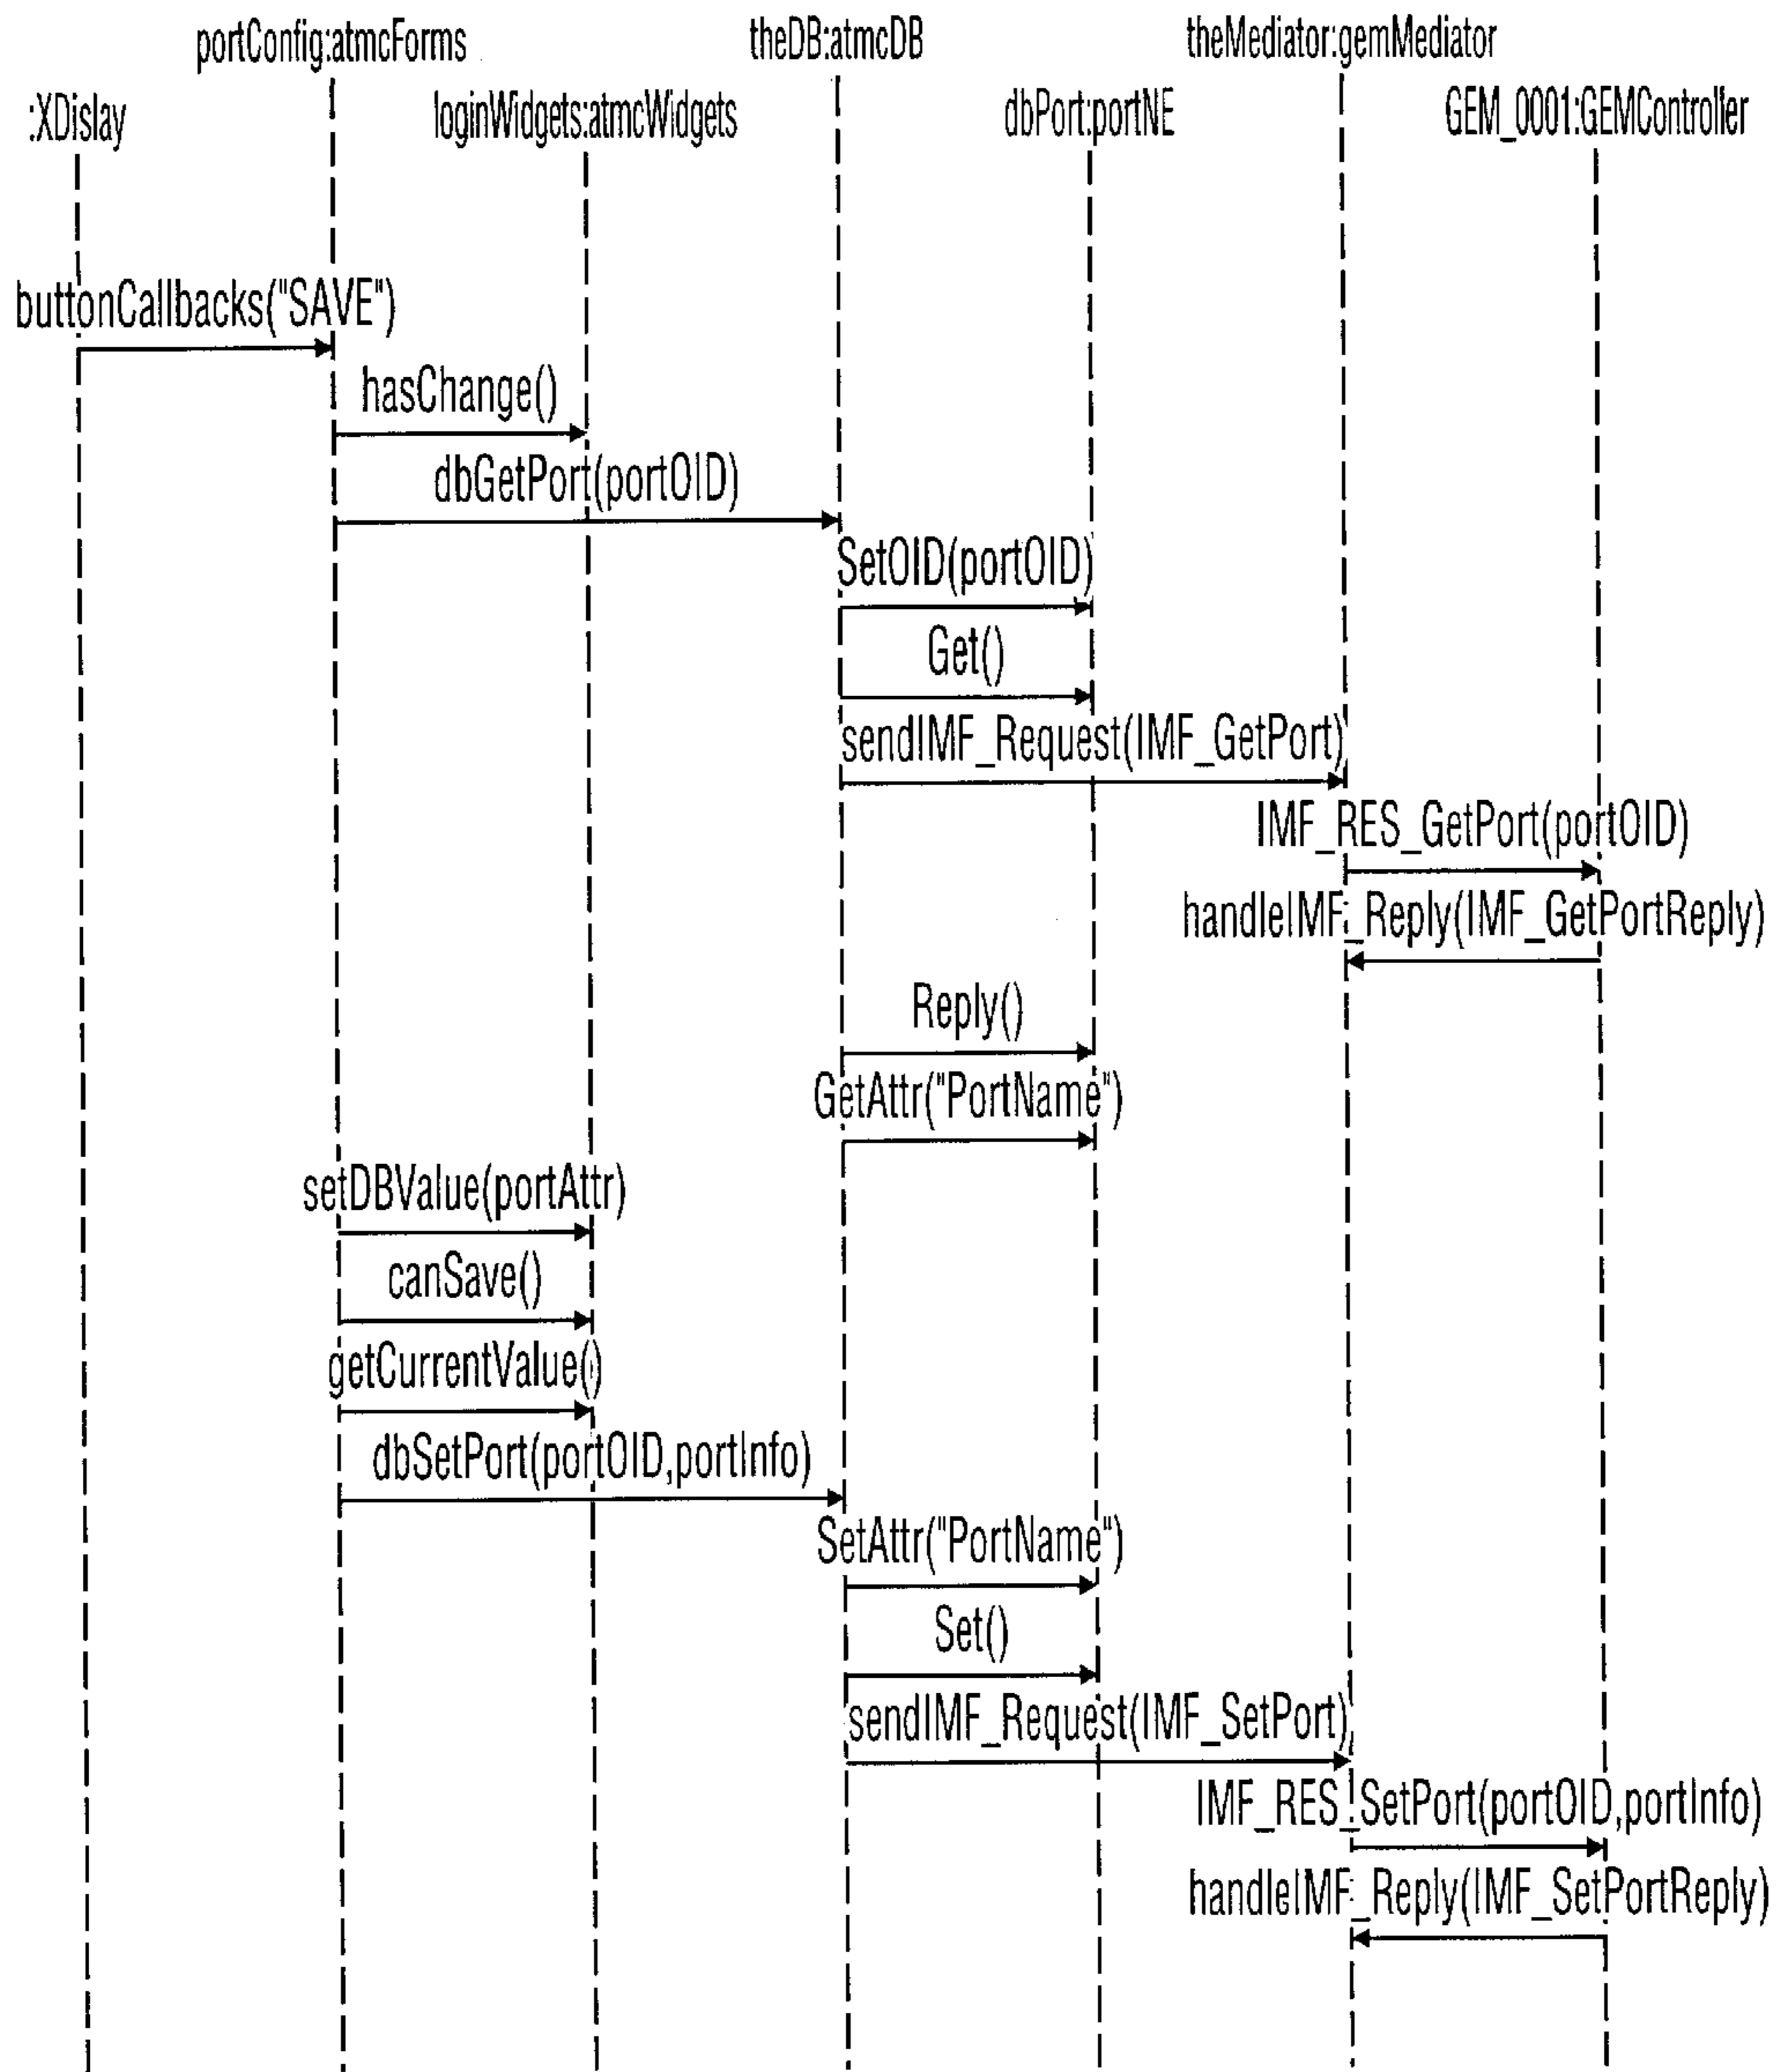 portConfig:atmcForms
theDB:atmcDB
theMediator:gemMediator
:XDislay
loginWidgets:atmcWidgets
dbPort:portNE
GEM_0001:GEMController
buttonCallbacks("SAVE")
hasChange()
dbGetPort(portOID)
SetOID(portOID)
Get()
sendIMF_Request(IMF_GetPort)
IMF_RES_GetPort(portOID)
handleIMF_Reply(IMF_GetPortReply)
Reply()
GetAttr("PortName")
setDBValue(portAttr)
canSave()
getCurrentValue()
dbSetPort(portOID,portInfo)
SetAttr("PortName")
Set()
sendIMF_Request(IMF_SetPort)
IMF_RES_SetPort(portOID,portInfo)
handleIMF_Reply(IMF_SetPortReply)